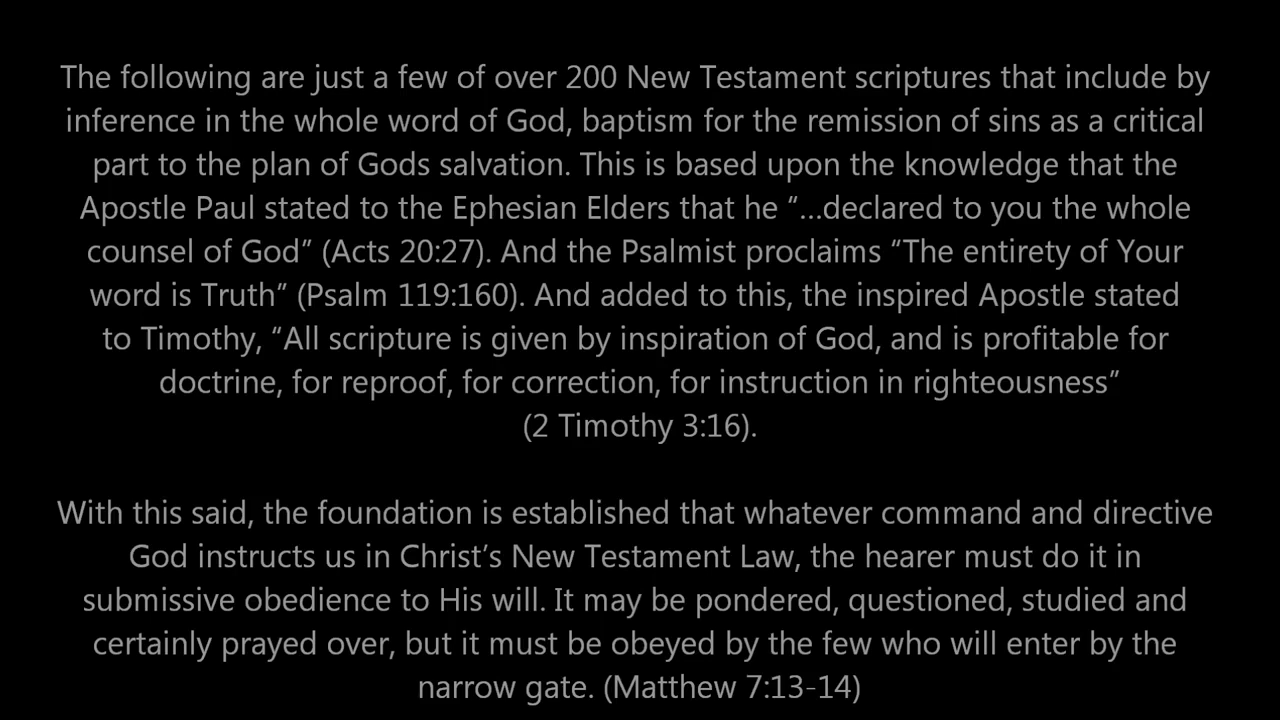 The following are just a few of over 200 New Testament scriptures that include by
inference in the whole word of God, baptism for the remission of sins as a critical
part to the plan of Gods salvation. This is based upon the knowledge that the
Apostle Paul stated to the Ephesian Elders that he “...declared to you the whole
counsel of God” (Acts 20:27). And the Psalmist proclaims “The entirety of Your
word is Truth” (Psalm 119:160). And added to this, the inspired Apostle stated
to Timothy, “All scripture is given by inspiration of God, and is profitable for
doctrine, for reproof, for correction, for instruction in righteousness”
(2 Timothy 3:16).
With this said, the foundation is established that whatever command and directive
God instructs us in Christ’s New Testament Law, the hearer must do it in
submissive obedience to His will. It may be pondered, questioned, studied and
certainly prayed over, but it must be obeyed by the few who will enter by the
narrow gate. (Matthew 7:13-14)